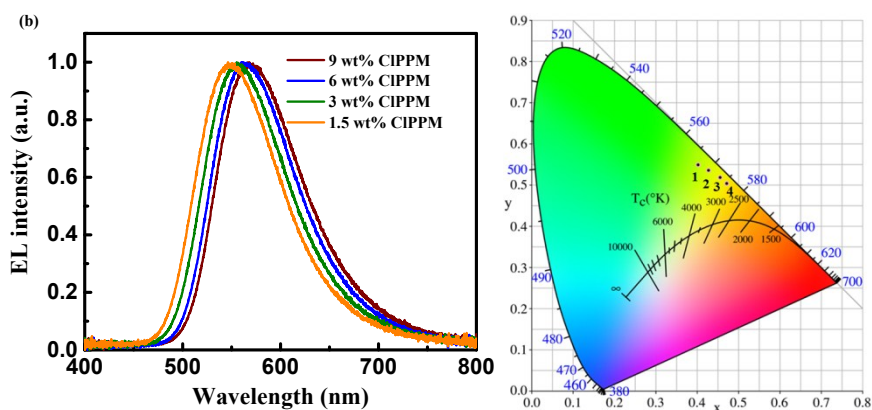 (b)
9 wt% ClPPM
6 wt% ClPPM
3 wt% ClPPM
1.5 wt% ClPPM
EL intensity (a.u.)
1.0
0.8
0.6
0.4
0.2
0.0
400 500 600 700 800
Wavelength (nm)
0.9
0.8
0.7
0.6
0.5
y
0.4
0.3
0.2
0.1
0.0
520
540
560
500
580
600
620
700
490
480
470
460
380
1 2 3 4
Tc(°K)
∞
10000
6000
4000
3000
2500
2000
1500
0.0 0.1 0.2 0.3 0.4 0.5 0.6 0.7 0.8
x